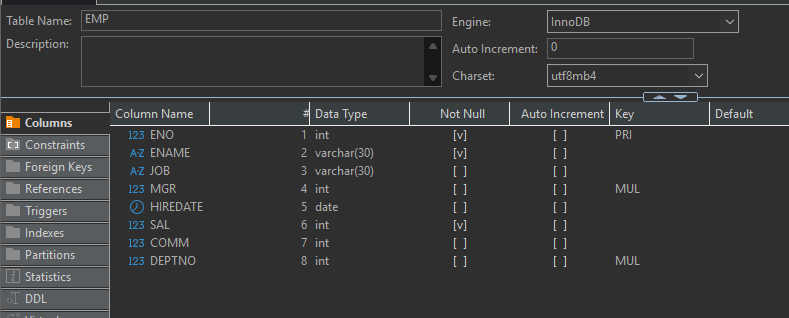 Table Name: EMP
Engine: InnoDB
Description:
Auto Increment: 0
Charset: utf8mb4
Columns
Constraints
Foreign Keys
References
Triggers
Indexes
Partitions
Statistics
DDL
Column Name # Data Type Not Null Auto Increment Key Default
123 ENO 1 int [v] [ ] PRI
A-Z ENAME 2 varchar(30) [v] [ ]
A-Z JOB 3 varchar(30) [ ] [ ]
123 MGR 4 int [ ] [ ] MUL
HIREDATE 5 date [ ] [ ]
123 SAL 6 int [v] [ ]
123 COMM 7 int [ ] [ ]
123 DEPTNO 8 int [ ] [ ] MUL